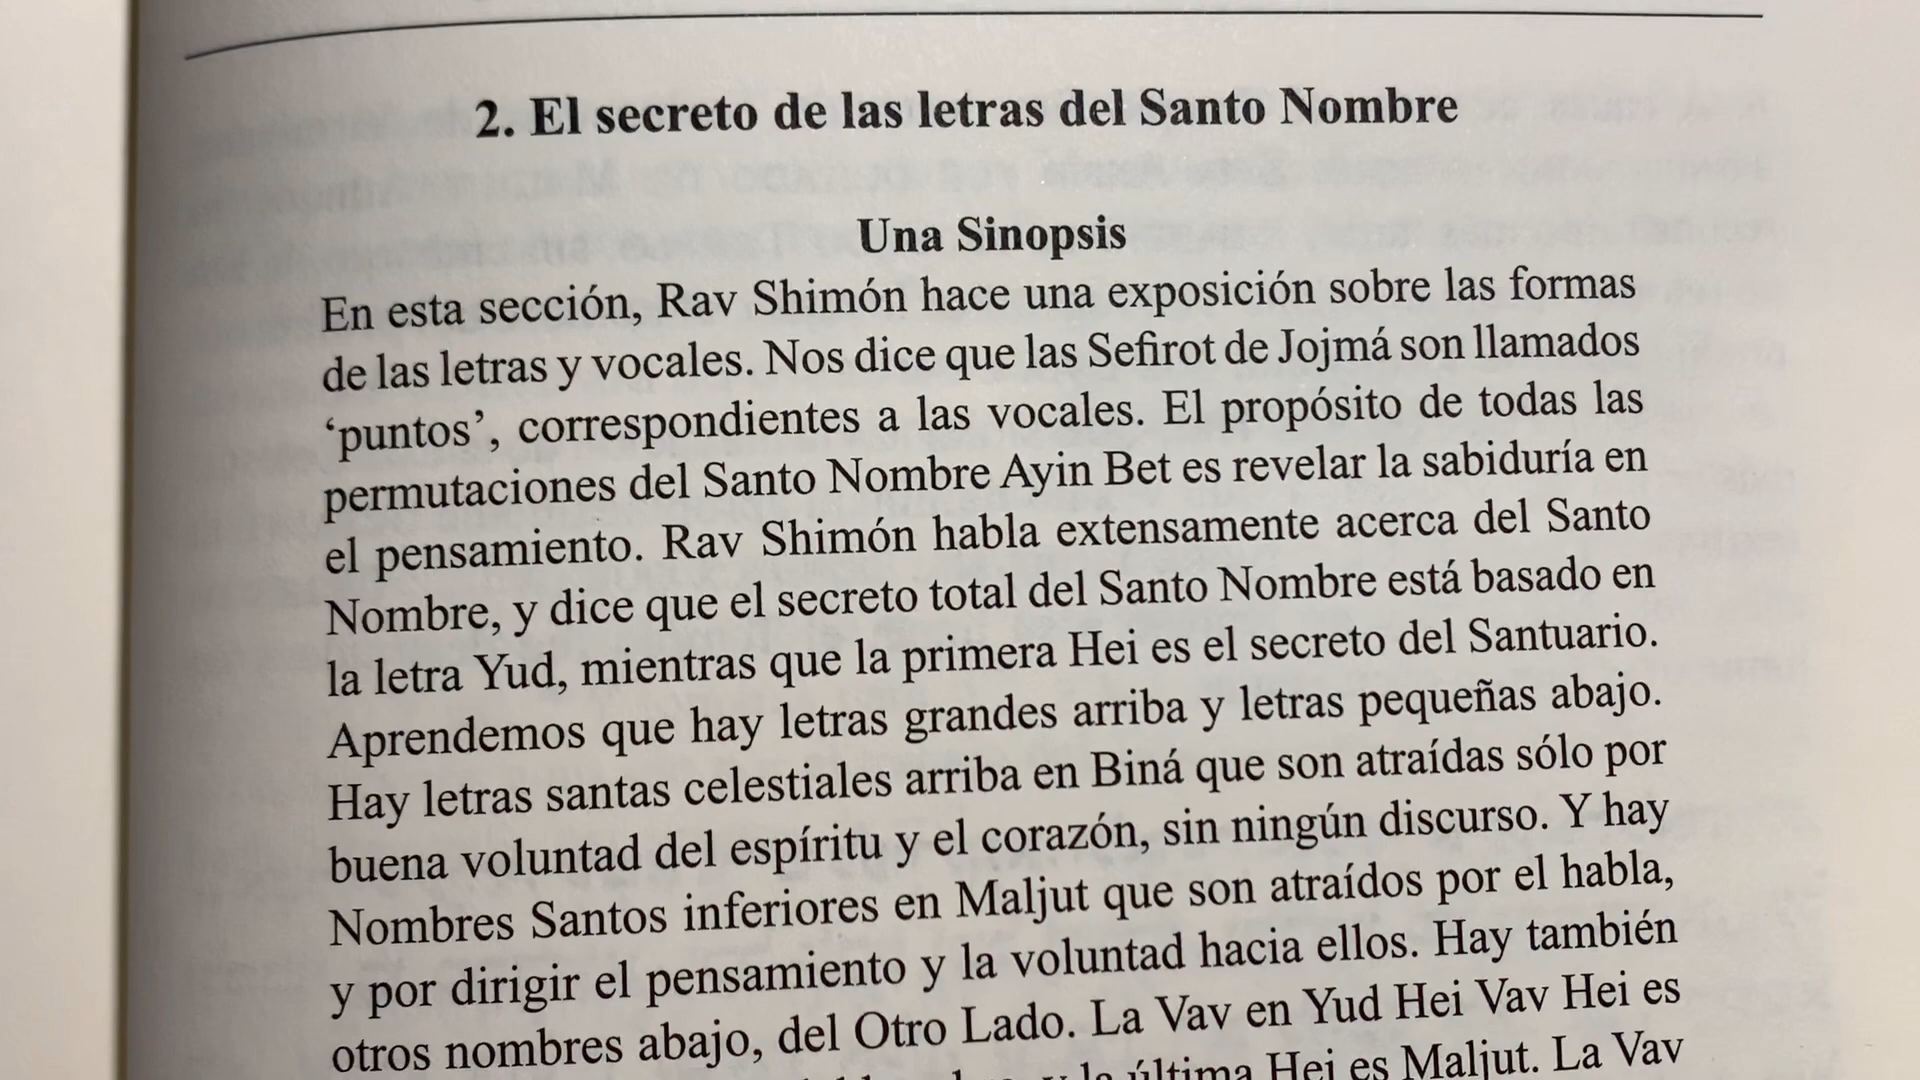 2. El secreto de las letras del Santo Nombre
Una Sinopsis
En esta sección, Rav Shimón hace una exposición sobre las formas
de las letras y vocales. Nos dice que las Sefirot de Jojmá son llamados
‘puntos’, correspondientes a las vocales. El propósito de todas las
permutaciones del Santo Nombre Ayin Bet es revelar la sabiduría en
el pensamiento. Rav Shimón habla extensamente acerca del Santo
Nombre, y dice que el secreto total del Santo Nombre está basado en
la letra Yud, mientras que la primera Hei es el secreto del Santuario.
Aprendemos que hay letras grandes arriba y letras pequeñas abajo.
Hay letras santas celestiales arriba en Biná que son atraídas sólo por
buena voluntad del espíritu y el corazón, sin ningún discurso. Y hay
Nombres Santos inferiores en Maljut que son atraídos por el habla,
y por dirigir el pensamiento y la voluntad hacia ellos. Hay también
otros nombres abajo, del Otro Lado. La Vav en Yud Hei Vav Hei es
y la última Hei es Maljut. La Vav